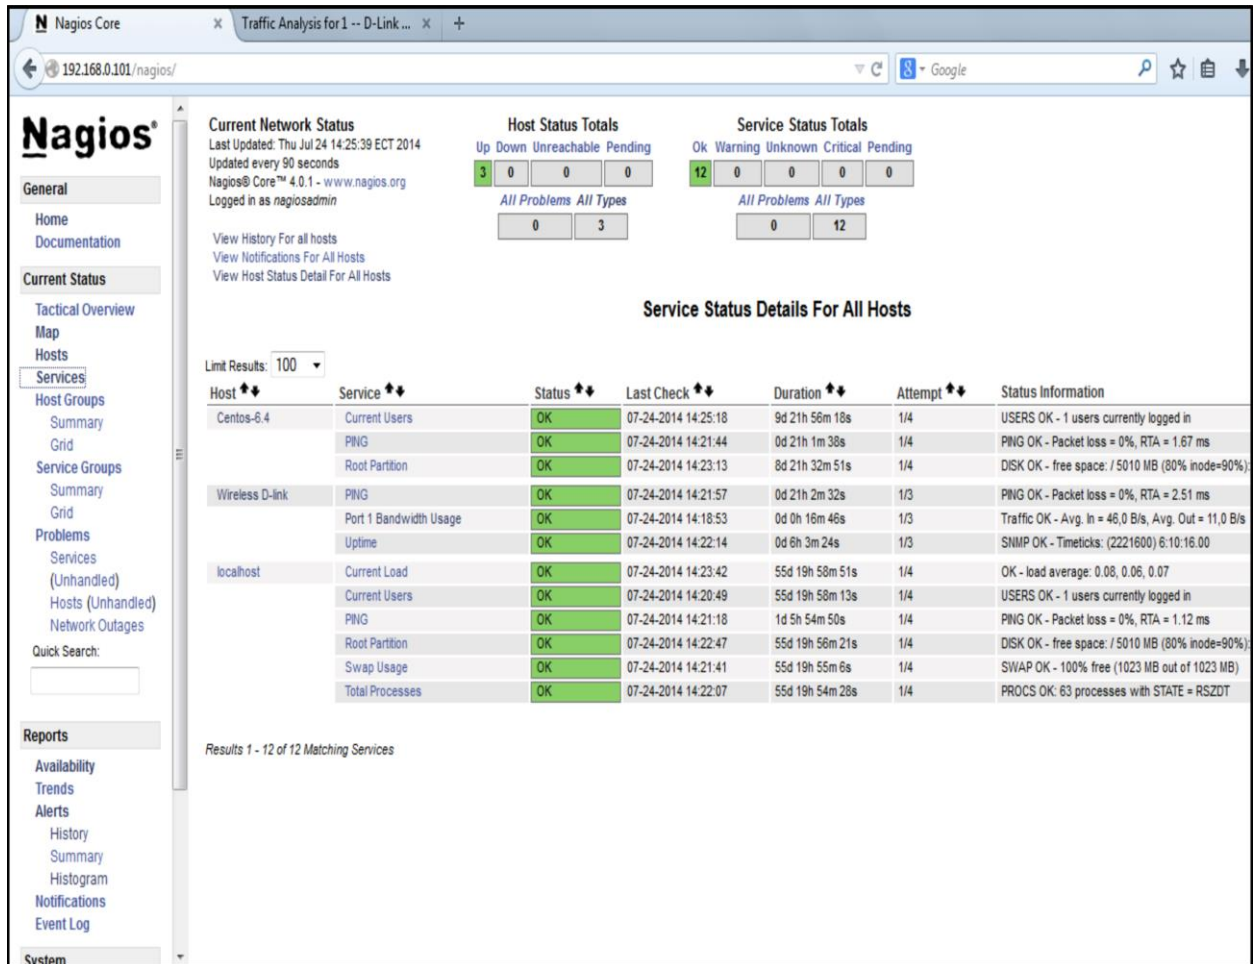 Nagios Core
Traffic Analysis for 1 -- D-Link ...
192.168.0.101/nagios/
Google
Nagios®
General
Home
Documentation
Current Status
Tactical Overview
Map
Hosts
Services
Host Groups
Summary
Grid
Service Groups
Summary
Grid
Problems
Services
(Unhandled)
Hosts (Unhandled)
Network Outages
Quick Search:
Reports
Availability
Trends
Alerts
History
Summary
Histogram
Notifications
Event Log
System
Current Network Status
Last Updated: Thu Jul 24 14:25:39 ECT 2014
Updated every 90 seconds
Nagios® Core™ 4.0.1 - www.nagios.org
Logged in as nagiosadmin
View History For all hosts
View Notifications For All Hosts
View Host Status Detail For All Hosts
Host Status Totals
Up Down Unreachable Pending
3 0 0 0
All Problems All Types
0 3
Service Status Totals
Ok Warning Unknown Critical Pending
12 0 0 0 0
All Problems All Types
0 12
Service Status Details For All Hosts
Limit Results: 100
Host Service Status Last Check Duration Attempt Status Information
Centos-6.4 Current Users OK 07-24-2014 14:25:18 9d 21h 56m 18s 1/4 USERS OK - 1 users currently logged in
PING OK 07-24-2014 14:21:44 0d 21h 1m 38s 1/4 PING OK - Packet loss = 0%, RTA = 1.67 ms
Root Partition OK 07-24-2014 14:23:13 8d 21h 32m 51s 1/4 DISK OK - free space: / 5010 MB (80% inode=90%):
Wireless D-link PING OK 07-24-2014 14:21:57 0d 21h 2m 32s 1/3 PING OK - Packet loss = 0%, RTA = 2.51 ms
Port 1 Bandwidth Usage OK 07-24-2014 14:18:53 0d 0h 16m 46s 1/3 Traffic OK - Avg. In = 46,0 B/s, Avg. Out = 11,0 B/s
Uptime OK 07-24-2014 14:22:14 0d 6h 3m 24s 1/3 SNMP OK - Timeticks: (2221600) 6:10:16.00
localhost Current Load OK 07-24-2014 14:23:42 55d 19h 58m 51s 1/4 OK - load average: 0.08, 0.06, 0.07
Current Users OK 07-24-2014 14:20:49 55d 19h 58m 13s 1/4 USERS OK - 1 users currently logged in
PING OK 07-24-2014 14:21:18 1d 5h 54m 50s 1/4 PING OK - Packet loss = 0%, RTA = 1.12 ms
Root Partition OK 07-24-2014 14:22:47 55d 19h 56m 21s 1/4 DISK OK - free space: / 5010 MB (80% inode=90%):
Swap Usage OK 07-24-2014 14:21:41 55d 19h 55m 6s 1/4 SWAP OK - 100% free (1023 MB out of 1023 MB)
Total Processes OK 07-24-2014 14:22:07 55d 19h 54m 28s 1/4 PROCS OK: 63 processes with STATE = RSZDT
Results 1 - 12 of 12 Matching Services